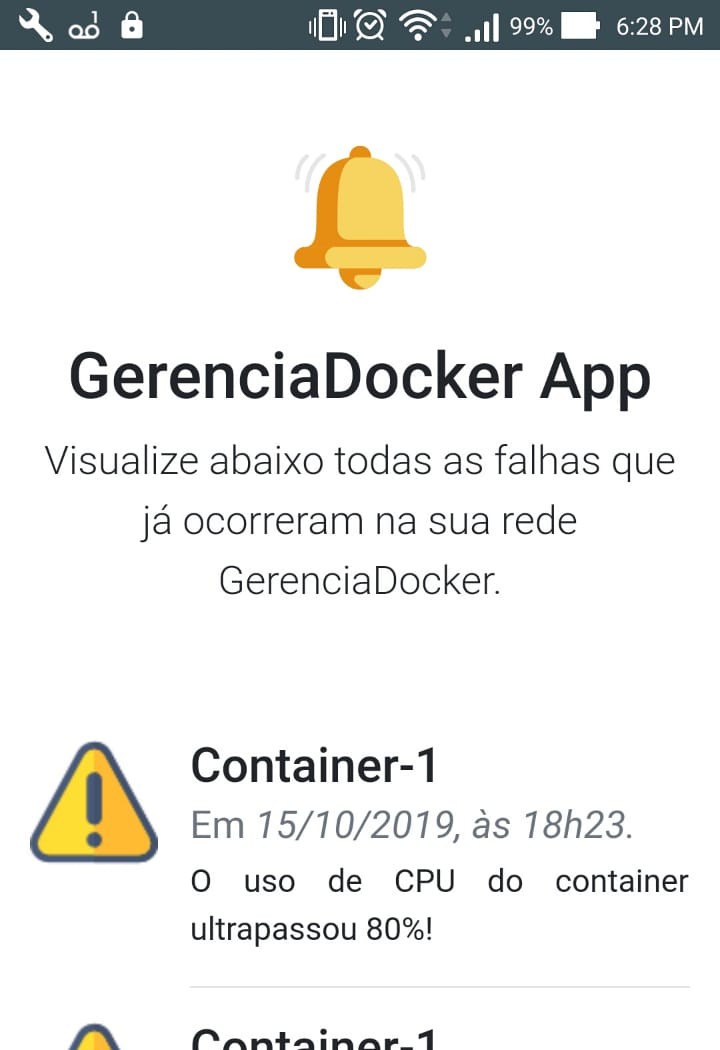 1
99%
6:28 PM
GerenciaDocker App
Visualize abaixo todas as falhas que
já ocorreram na sua rede
GerenciaDocker.
Container-1
Em 15/10/2019, às 18h23.
O uso de CPU do container
ultrapassou 80%!
Container-1